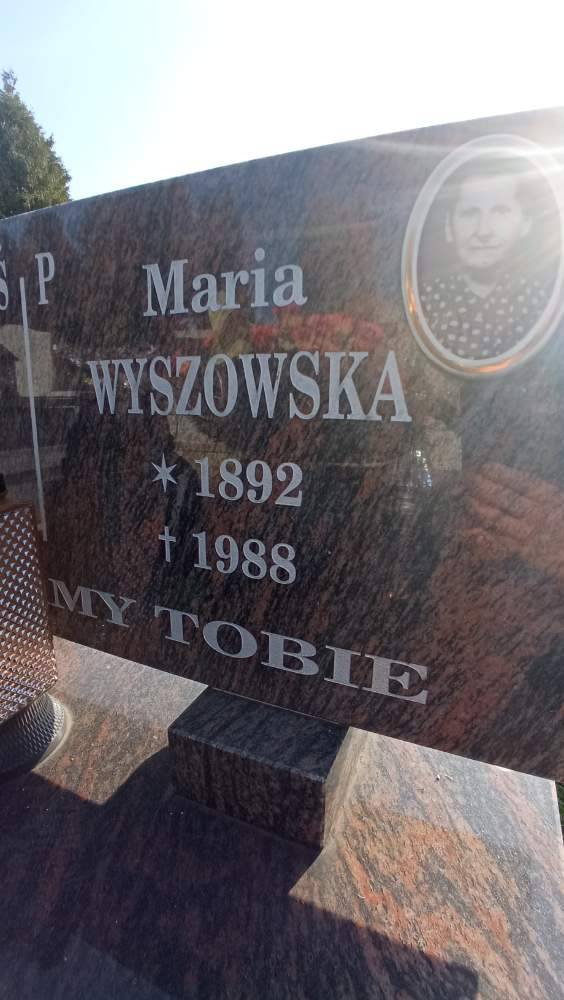 Ś P
Maria
WYSZOWSKA
* 1892
† 1988
MY TOBIE